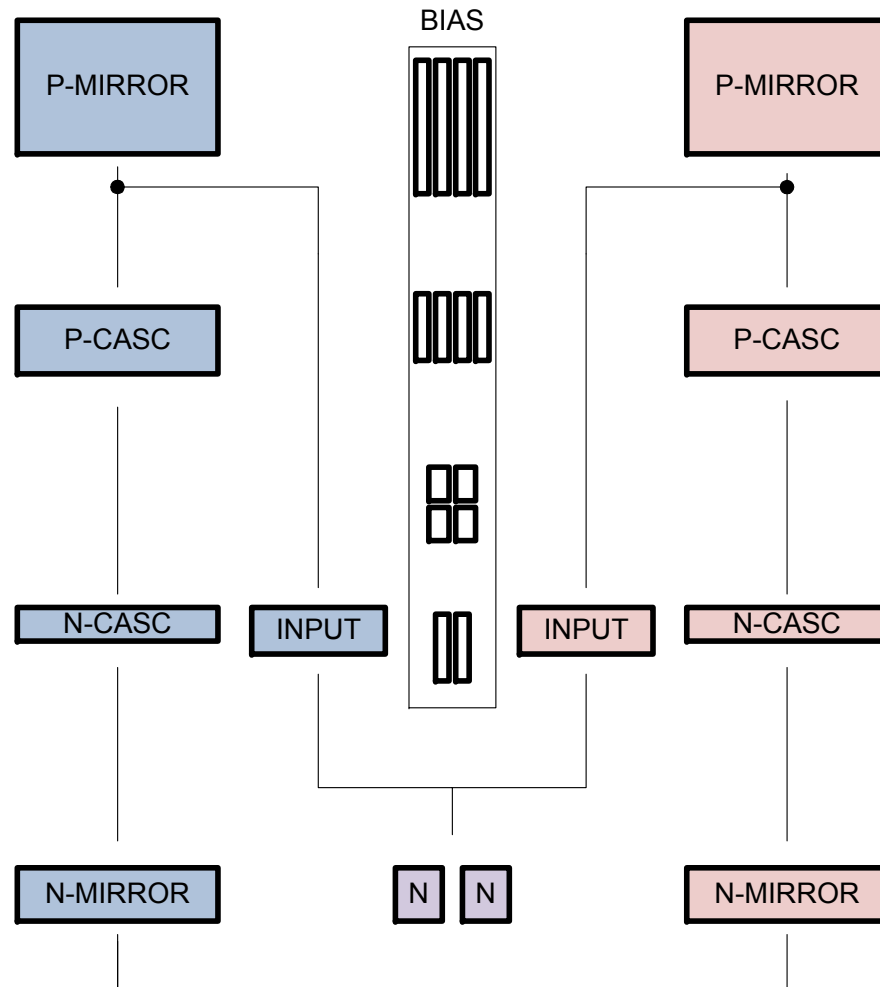 BIAS
P-MIRROR
P-MIRROR
P-CASC
P-CASC
N-CASC
INPUT
INPUT
N-CASC
N-MIRROR
N
N
N-MIRROR